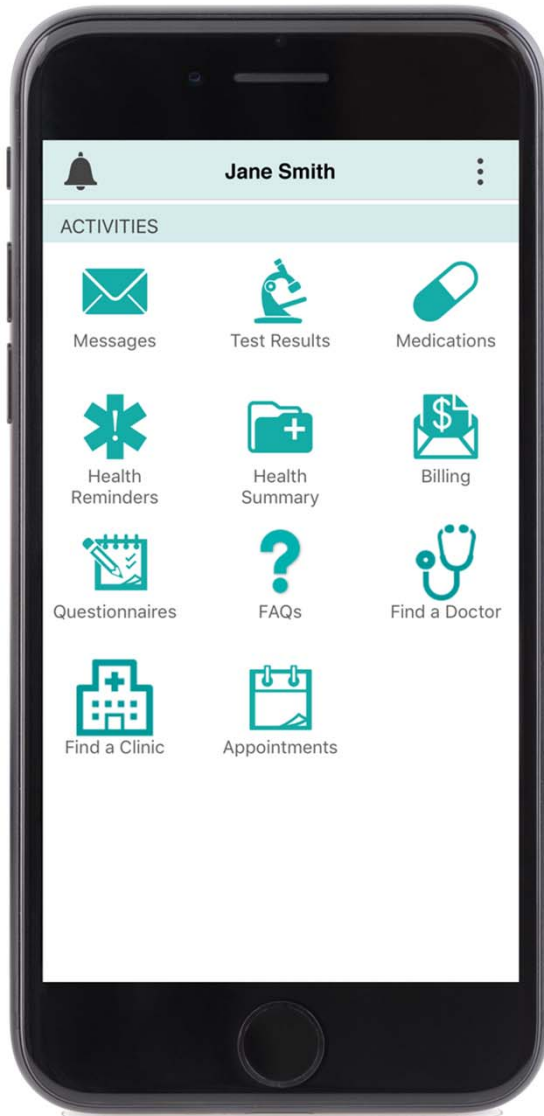 Jane Smith
ACTIVITIES
Messages
Test Results
Medications
Health
Reminders
Health
Summary
Billing
Questionnaires
FAQs
Find a Doctor
Find a Clinic
Appointments